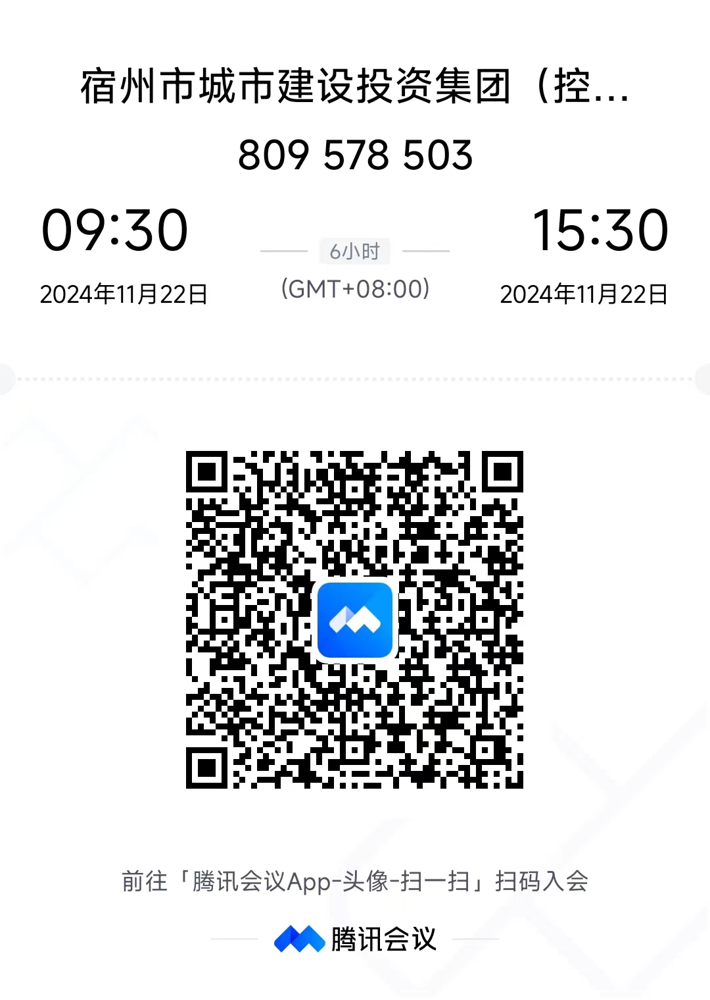 宿州市城市建设投资集团（控...
809 578 503
09:30
6小时
15:30
2024年11月22日
(GMT+08:00)
2024年11月22日
前往「腾讯会议App-头像-扫一扫」扫码入会
腾讯会议